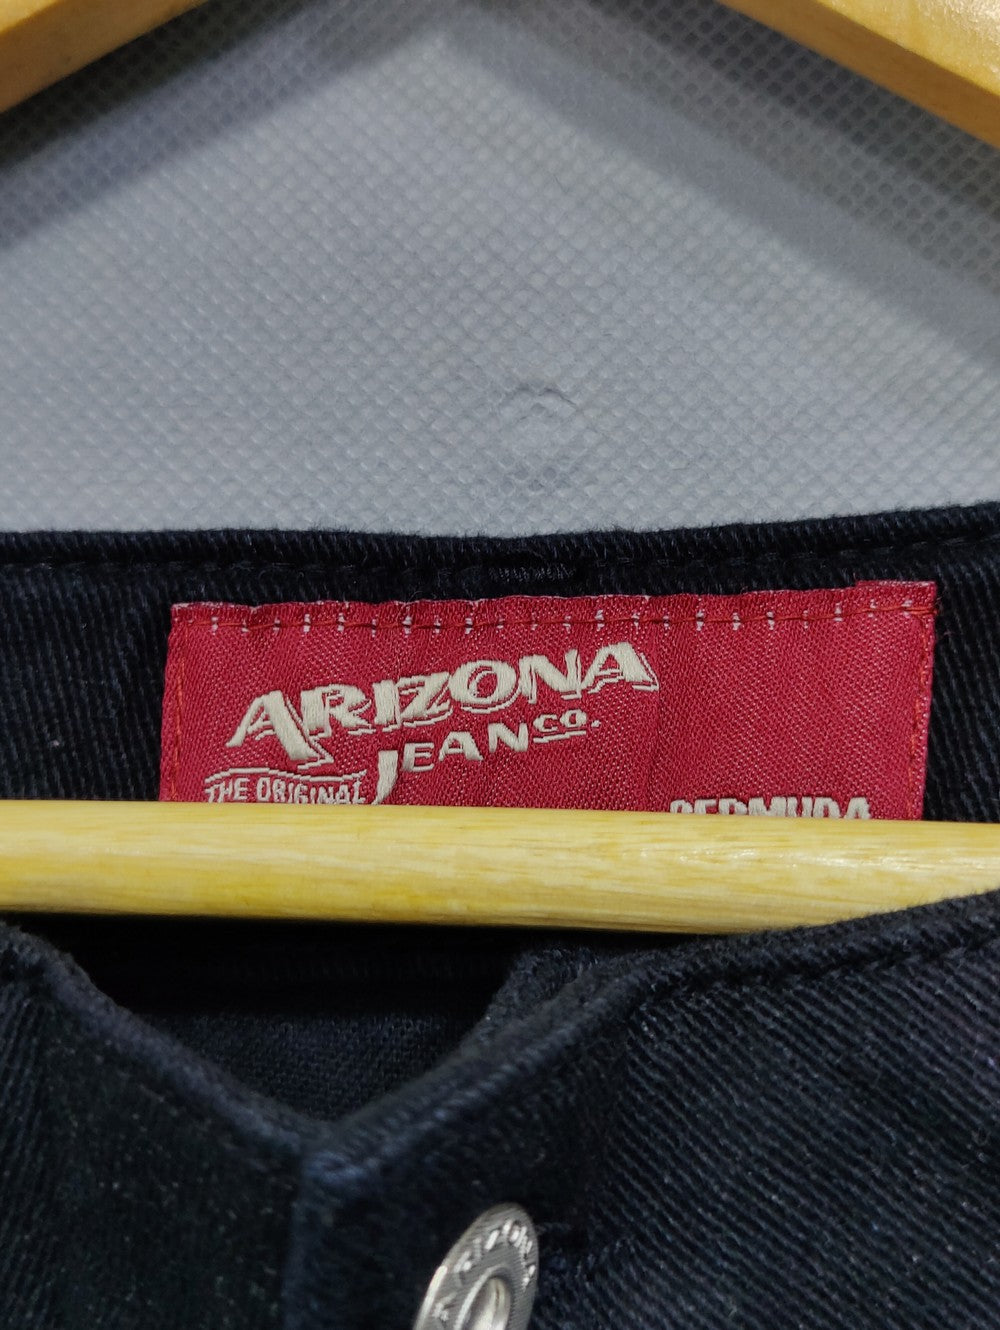 ARIZONA
JEAN CO.
THE ORIGINAL
BERMUDA